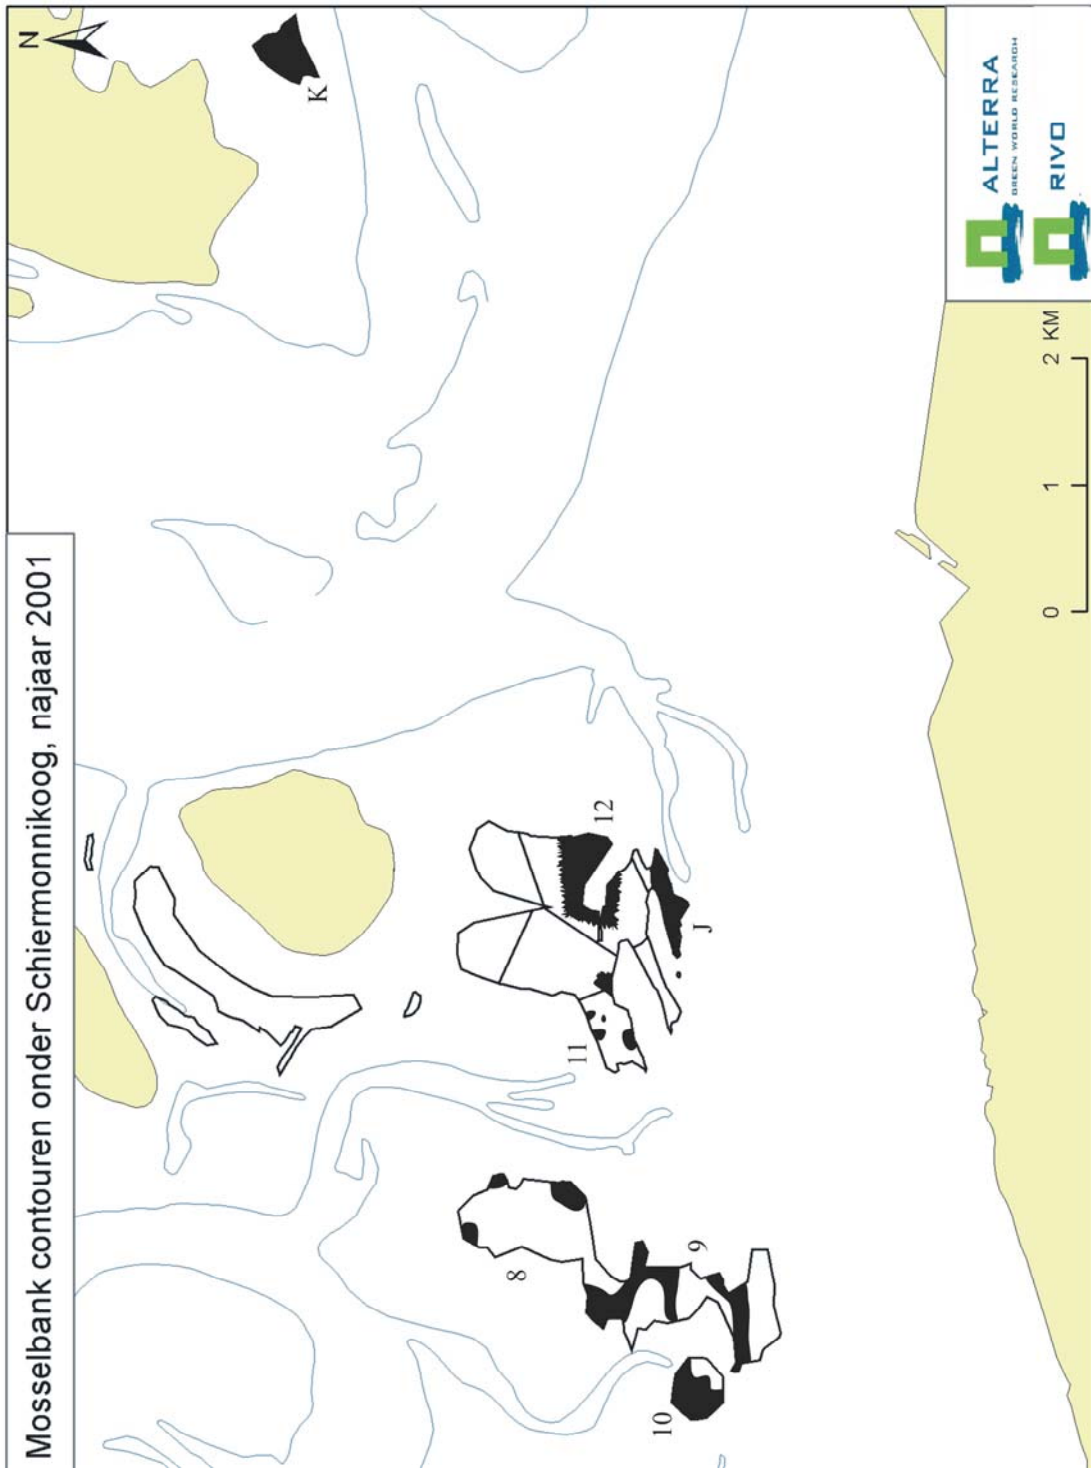 Mosselbank contouren onder Schiermonnikoog, najaar 2001
N
K
12
J
11
8
9
10
0 1 2 KM
ALTERRA
GREEN WORLD RESEARCH
RIVO